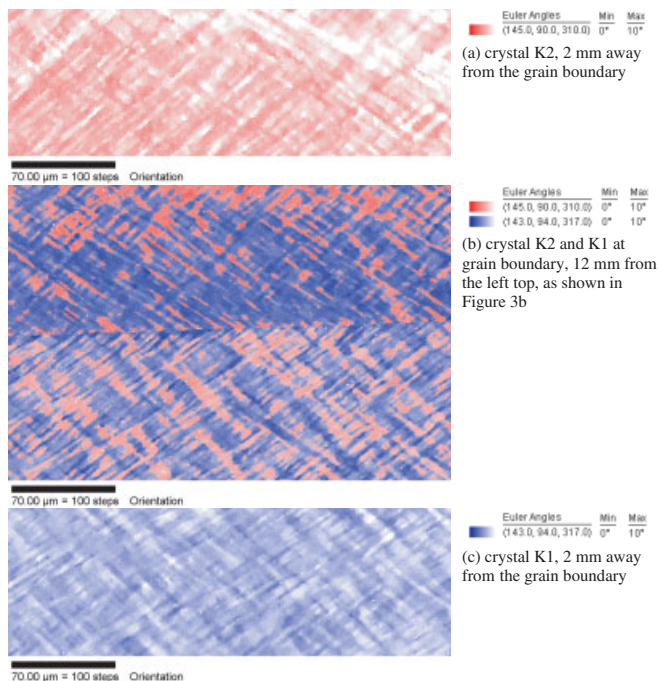 Euler Angles Min Max
(145.0, 90.0, 310.0) 0° 10°
(a) crystal K2, 2 mm away
from the grain boundary
70.00 µm = 100 steps Orientation
Euler Angles Min Max
(145.0, 90.0, 310.0) 0° 10°
(143.0, 94.0, 317.0) 0° 10°
(b) crystal K2 and K1 at
grain boundary, 12 mm from
the left top, as shown in
Figure 3b
70.00 µm = 100 steps Orientation
Euler Angles Min Max
(143.0, 94.0, 317.0) 0° 10°
(c) crystal K1, 2 mm away
from the grain boundary
70.00 µm = 100 steps Orientation